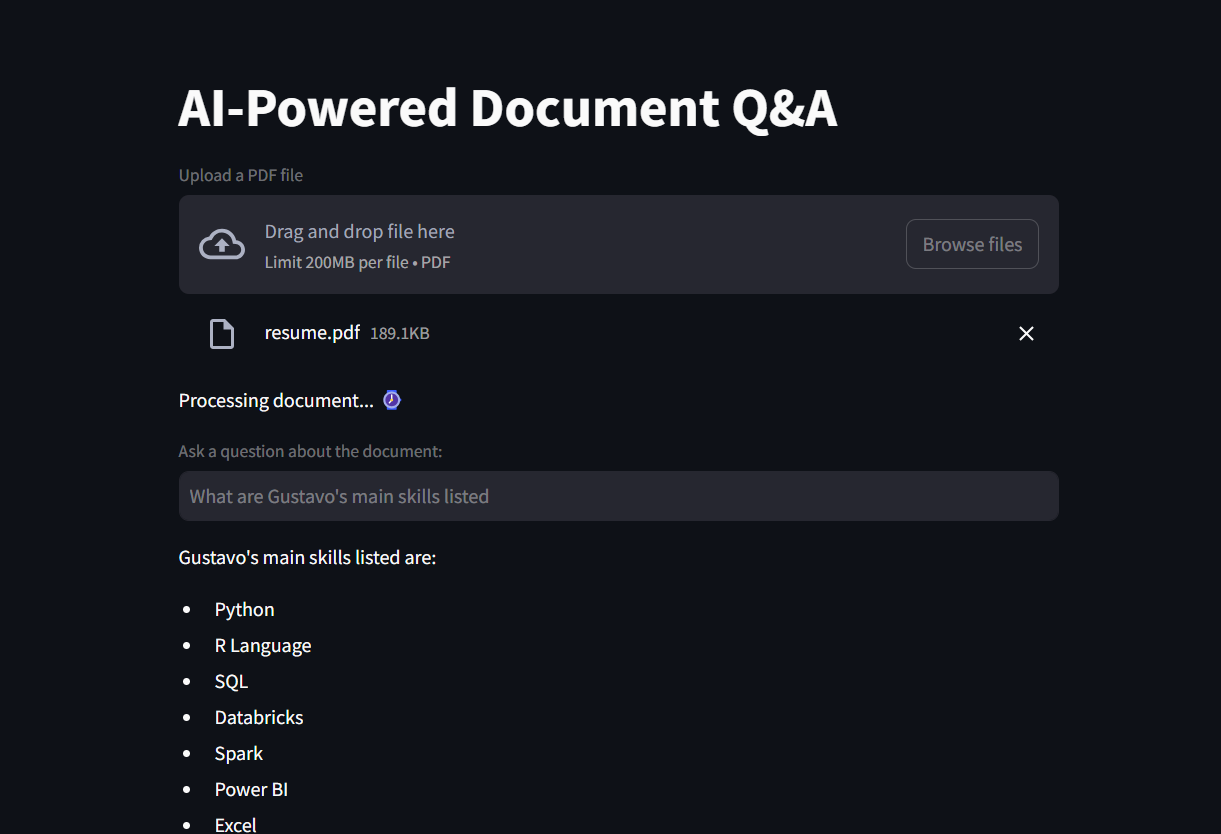 AI-Powered Document Q&A
Upload a PDF file
Drag and drop file here
Limit 200MB per file • PDF
Browse files
resume.pdf 189.1KB
Processing document...
Ask a question about the document:
What are Gustavo's main skills listed
Gustavo's main skills listed are:
• Python
• R Language
• SQL
• Databricks
• Spark
• Power BI
• Excel